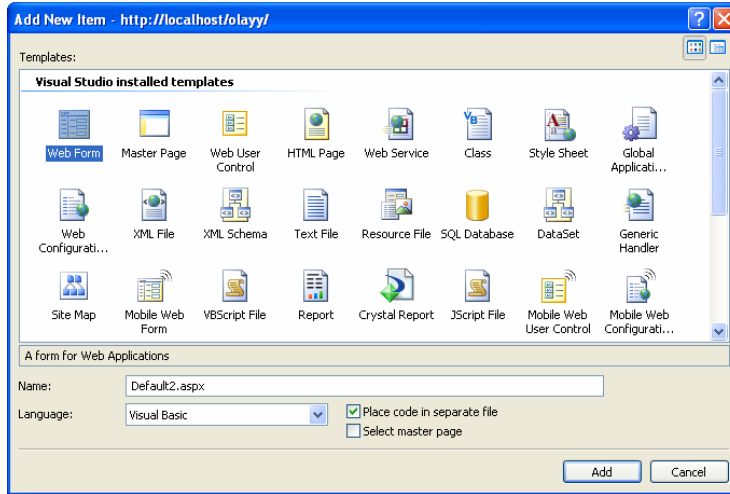 Add New Item - http://localhost/olayy/
Templates:
Visual Studio installed templates
Web Form
Master Page
Web User Control
HTML Page
Web Service
Class
Style Sheet
Global Applicati...
Web Configurati...
XML File
XML Schema
Text File
Resource File
SQL Database
DataSet
Generic Handler
Site Map
Mobile Web Form
VBScript File
Report
Crystal Report
JScript File
Mobile Web User Control
Mobile Web Configurati...
A form for Web Applications
Name: Default2.aspx
Language: Visual Basic
Place code in separate file
Select master page
Add Cancel